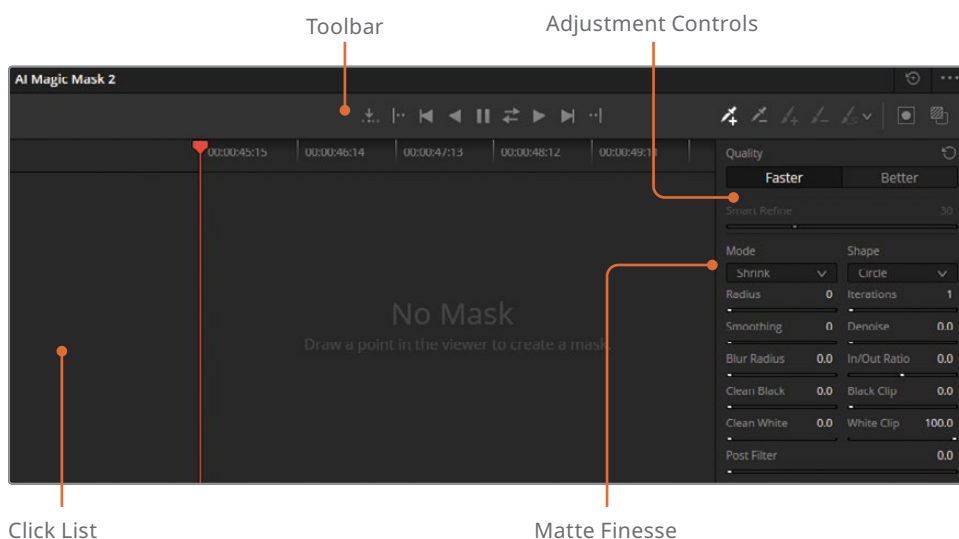 Toolbar
Adjustment Controls
AI Magic Mask 2
00:00:45:15 00:00:46:14 00:00:47:13 00:00:48:12 00:00:49:11
Quality
Faster Better
Smart Refine 30
Mode Shape
Shrink Circle
Radius 0 Iterations 1
Smoothing 0 Denoise 0.0
Blur Radius 0.0 In/Out Ratio 0.0
Clean Black 0.0 Black Clip 0.0
Clean White 0.0 White Clip 100.0
Post Filter 0.0
No Mask
Draw a point in the viewer to create a mask.
Click List
Matte Finesse